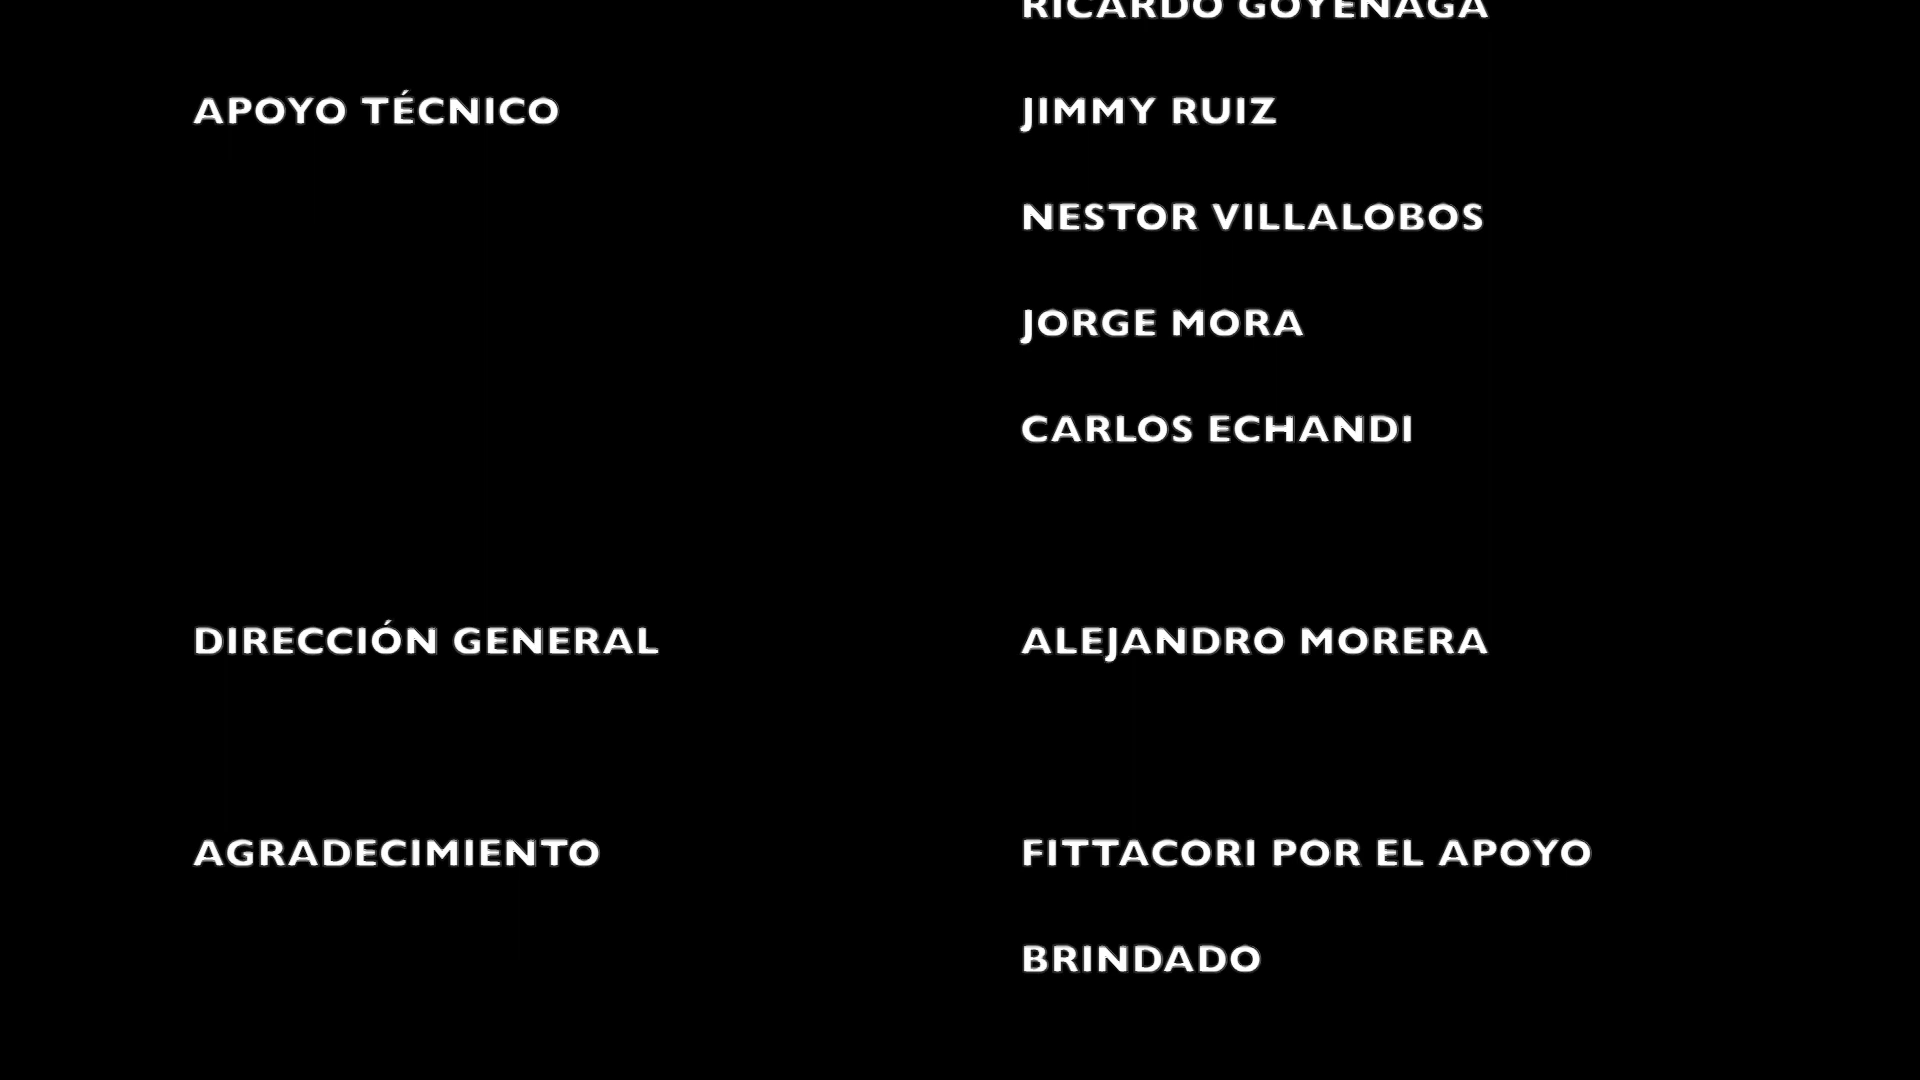 RICARDO GOYENAGA
APOYO TÉCNICO JIMMY RUIZ
NESTOR VILLALOBOS
JORGE MORA
CARLOS ECHANDI
DIRECCIÓN GENERAL ALEJANDRO MORERA
AGRADECIMIENTO FITTACORI POR EL APOYO
BRINDADO